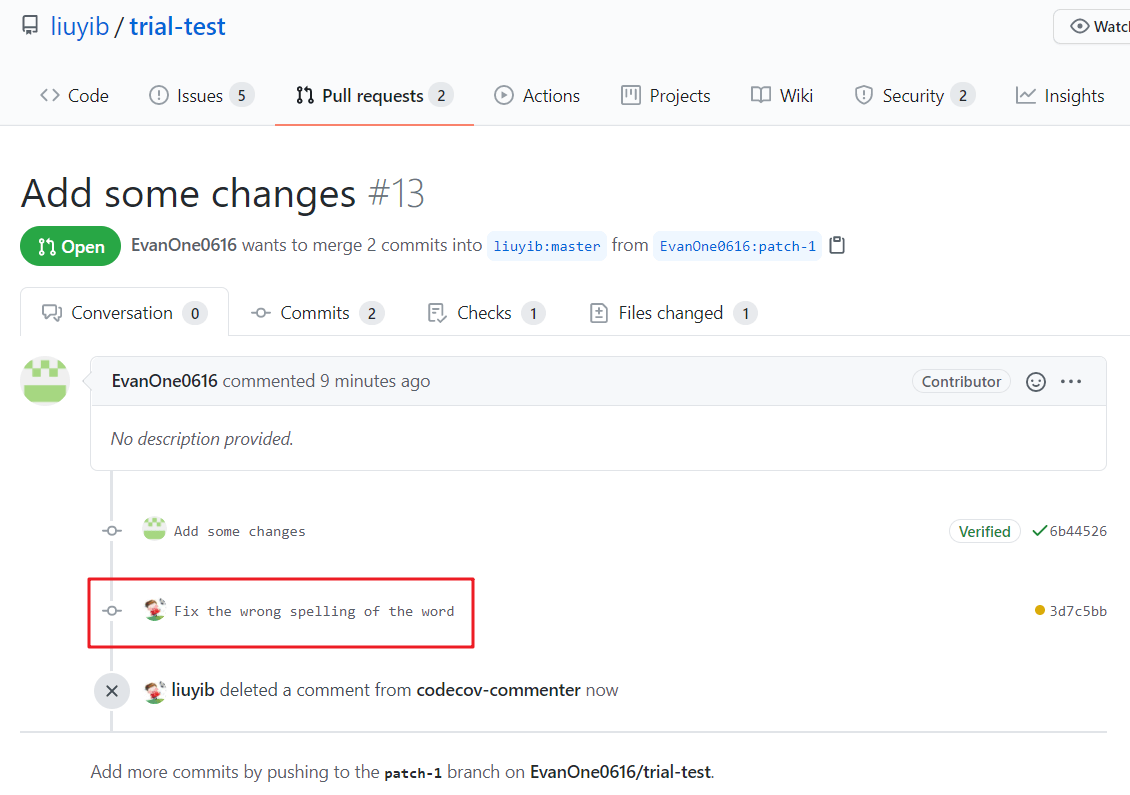 liuyib / trial-test
Watch
Code Issues 5 Pull requests 2 Actions Projects Wiki Security 2 Insights
Add some changes #13
Open EvanOne0616 wants to merge 2 commits into liuyib:master from EvanOne0616:patch-1
Conversation 0 Commits 2 Checks 1 Files changed 1
EvanOne0616 commented 9 minutes ago Contributor
No description provided.
Add some changes Verified 6b44526
Fix the wrong spelling of the word 3d7c5bb
liuyib deleted a comment from codecov-commenter now
Add more commits by pushing to the patch-1 branch on EvanOne0616/trial-test.